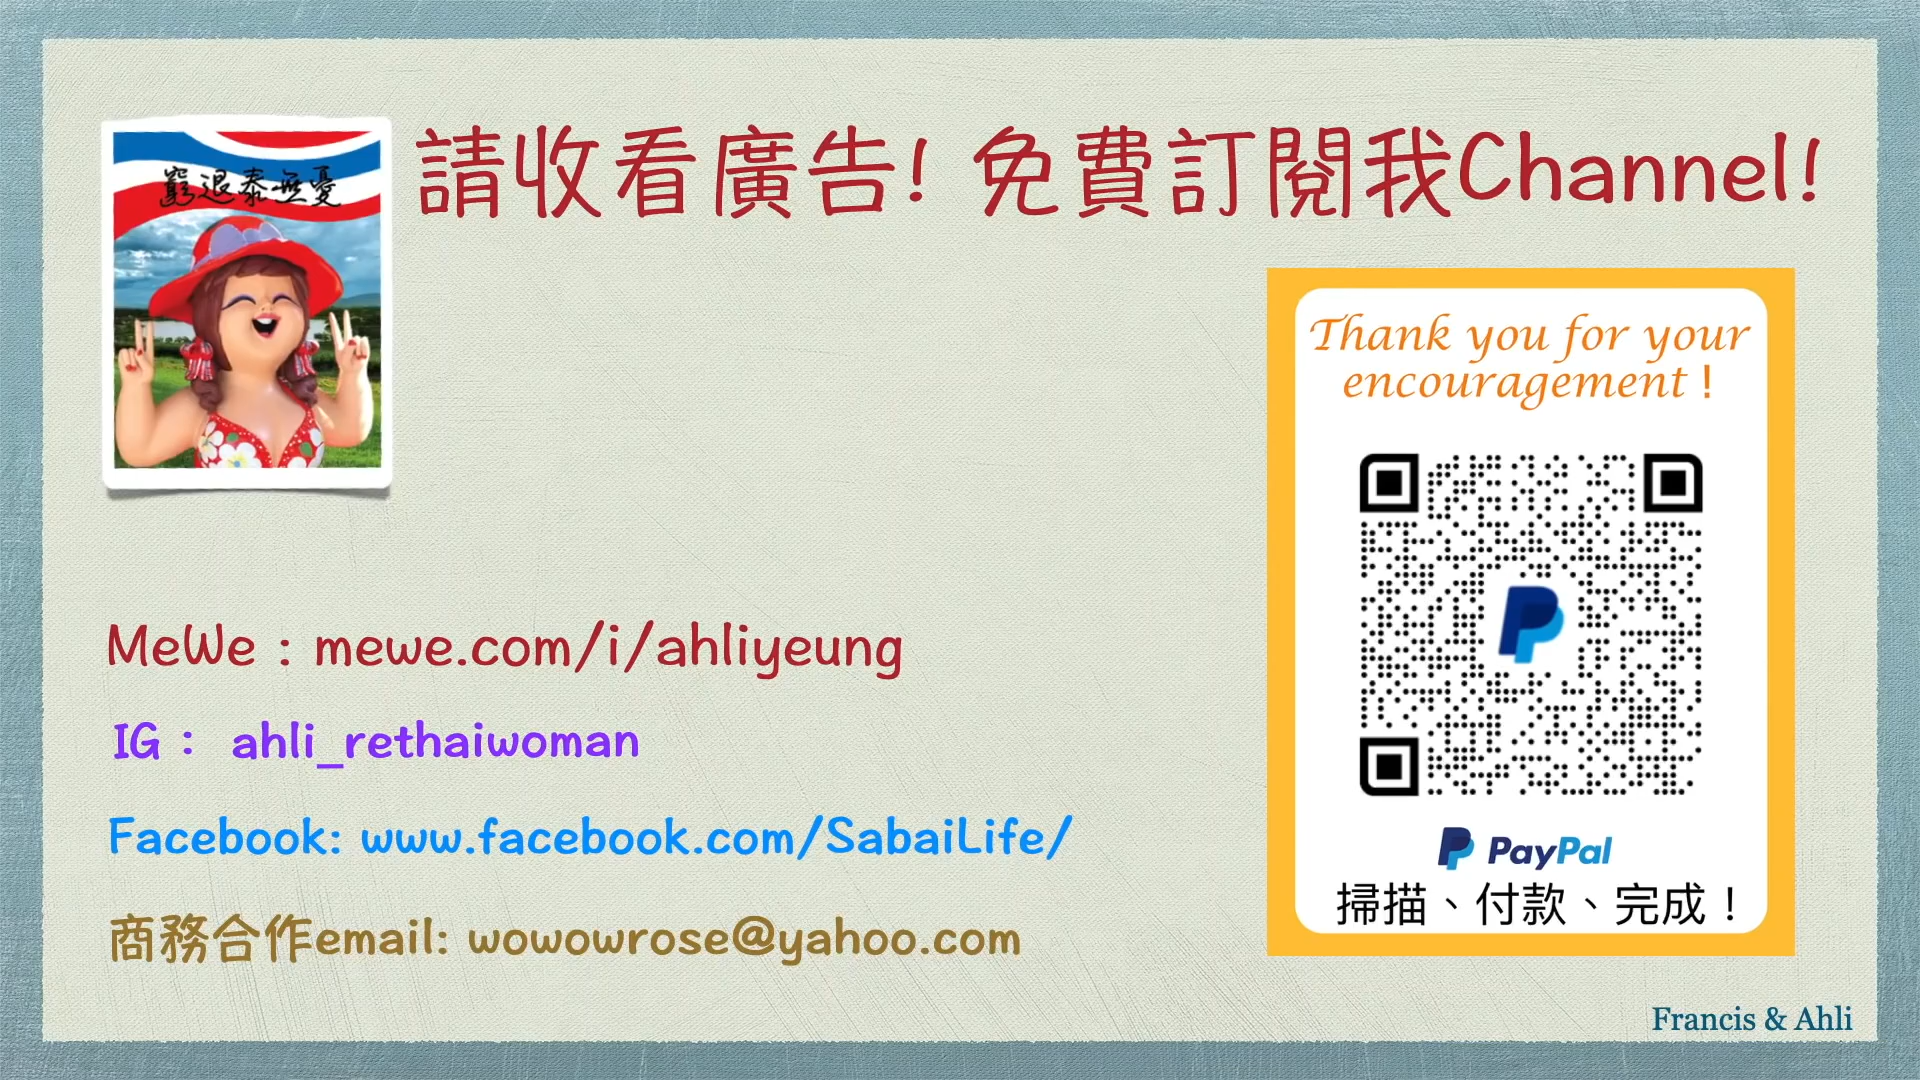 請收看廣告! 免費訂閱我Channel!
窮退泰無憂
Thank you for your
encouragement !
PayPal
掃描、付款、完成！
MeWe : mewe.com/i/ahliyeung
IG : ahli_rethaiwoman
Facebook: www.facebook.com/SabaiLife/
商務合作email: wowowrose@yahoo.com
Francis & Ahli